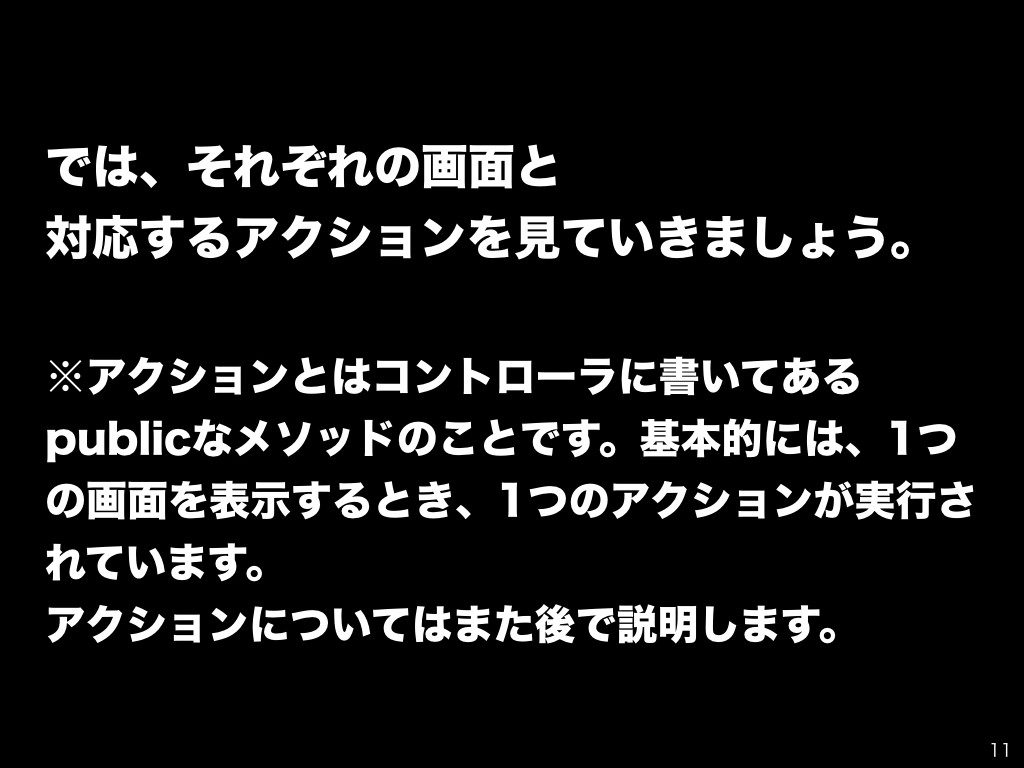 では、それぞれの画面と
対応するアクションを見ていきましょう。
※アクションとはコントローラに書いてある
publicなメソッドのことです。基本的には、1つ
の画面を表示するとき、1つのアクションが実行さ
れています。
アクションについてはまた後で説明します。
11